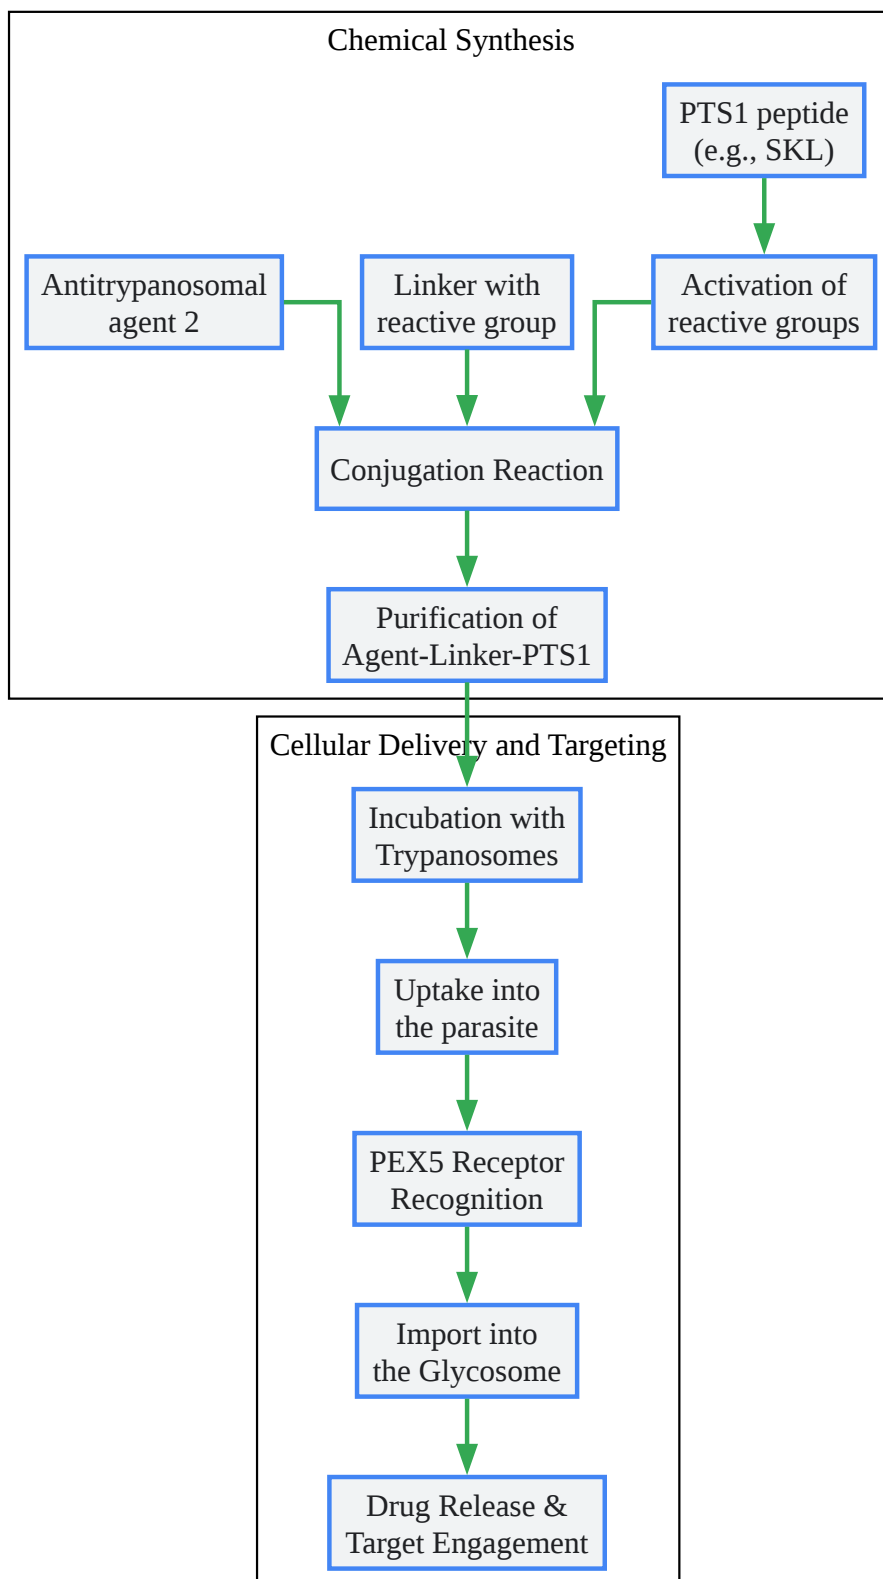 Chemical Synthesis
PTS1 peptide
(e.g., SKL)
Antitrypanosomal
agent 2
Linker with
reactive group
Activation of
reactive groups
Conjugation Reaction
Purification of
Agent-Linker-PTS1
Cellular Delivery and Targeting
Incubation with
Trypanosomes
Uptake into
the parasite
PEX5 Receptor
Recognition
Import into
the Glycosome
Drug Release &
Target Engagement